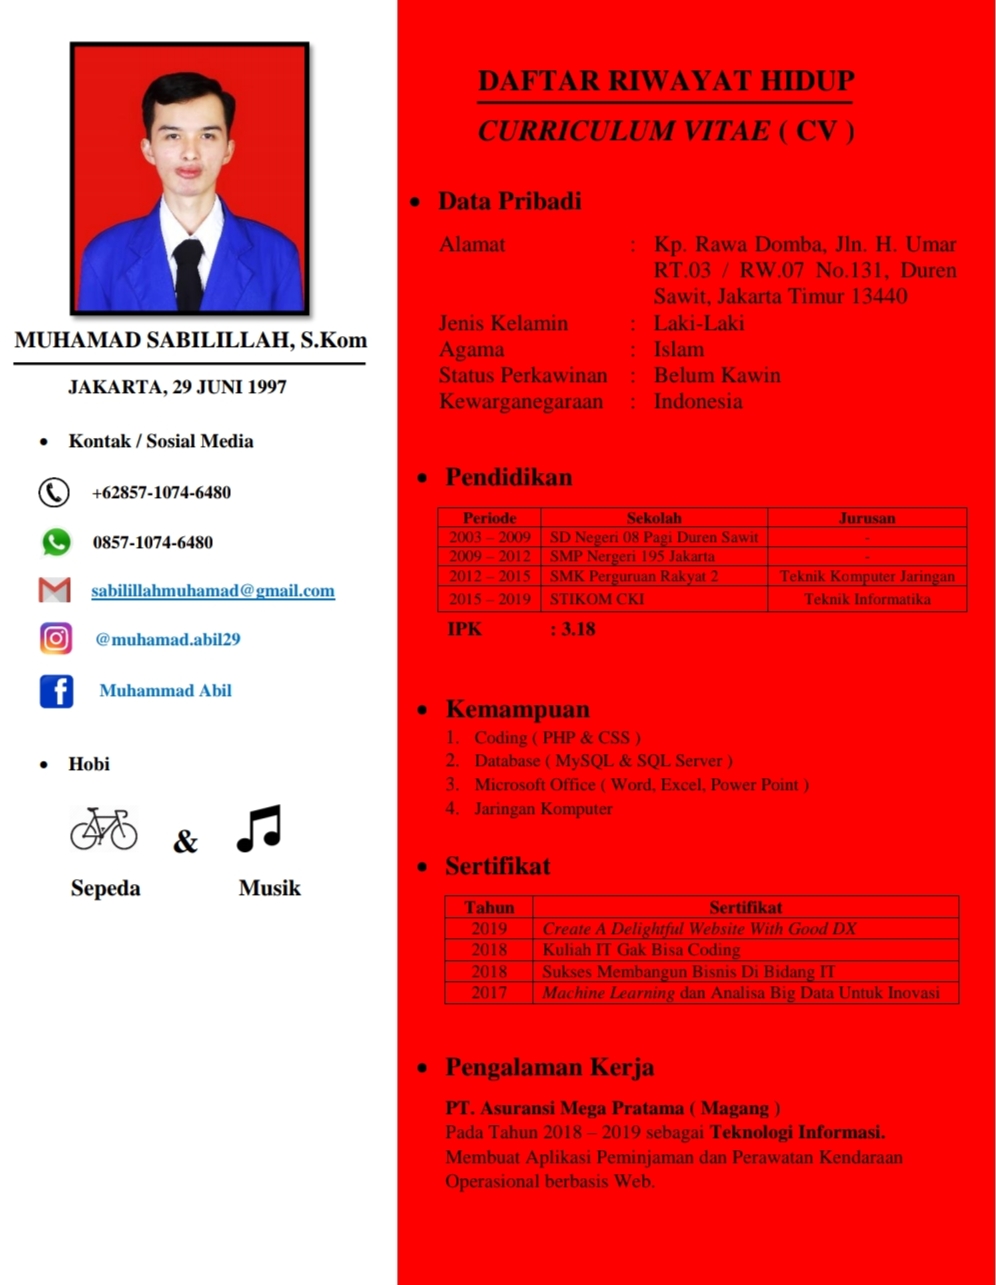 MUHAMAD SABILILLAH, S.Kom
JAKARTA, 29 JUNI 1997
• Kontak / Sosial Media
+62857-1074-6480
0857-1074-6480
sabilillahmuhamad@gmail.com
@muhamad.abil29
Muhammad Abil
• Hobi
&
Sepeda Musik
DAFTAR RIWAYAT HIDUP
CURRICULUM VITAE ( CV )
• Data Pribadi
Alamat : Kp. Rawa Domba, Jln. H. Umar
RT.03 / RW.07 No.131, Duren
Sawit, Jakarta Timur 13440
Jenis Kelamin : Laki-Laki
Agama : Islam
Status Perkawinan : Belum Kawin
Kewarganegaraan : Indonesia
• Pendidikan
Periode Sekolah Jurusan
2003 – 2009 SD Negeri 08 Pagi Duren Sawit -
2009 – 2012 SMP Nergeri 195 Jakarta -
2012 – 2015 SMK Perguruan Rakyat 2 Teknik Komputer Jaringan
2015 – 2019 STIKOM CKI Teknik Informatika
IPK : 3.18
• Kemampuan
1. Coding ( PHP & CSS )
2. Database ( MySQL & SQL Server )
3. Microsoft Office ( Word, Excel, Power Point )
4. Jaringan Komputer
• Sertifikat
Tahun Sertifikat
2019 Create A Delightful Website With Good DX
2018 Kuliah IT Gak Bisa Coding
2018 Sukses Membangun Bisnis Di Bidang IT
2017 Machine Learning dan Analisa Big Data Untuk Inovasi
• Pengalaman Kerja
PT. Asuransi Mega Pratama ( Magang )
Pada Tahun 2018 – 2019 sebagai Teknologi Informasi.
Membuat Aplikasi Peminjaman dan Perawatan Kendaraan
Operasional berbasis Web.